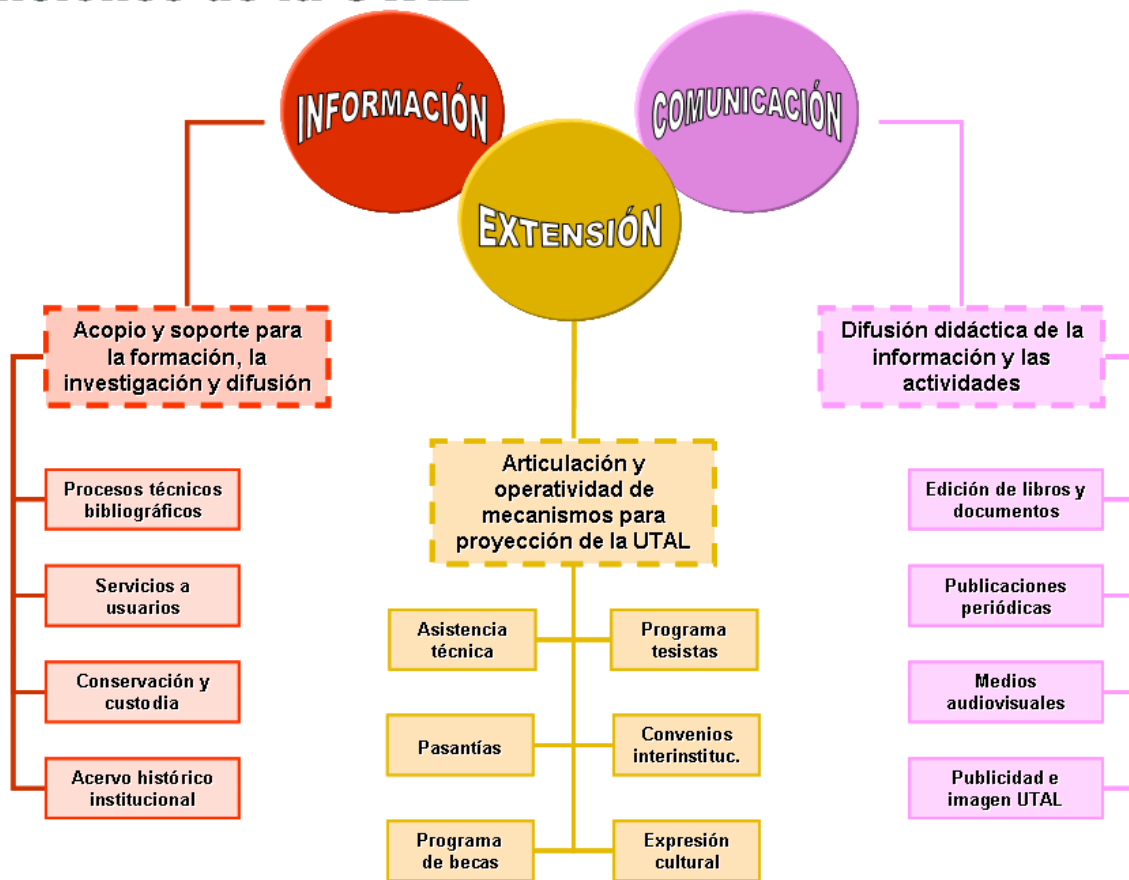 INFORMACIÓN
COMUNICACIÓN
EXTENSIÓN
Acopio y soporte para
la formación, la
investigación y difusión
Procesos técnicos
bibliográficos
Servicios a
usuarios
Conservación y
custodia
Acervo histórico
institucional
Articulación y
operatividad de
mecanismos para
proyección de la UTAL
Asistencia
técnica
Programa
tesistas
Pasantías
Convenios
interinstituc.
Programa
de becas
Expresión
cultural
Difusión didáctica de la
información y las
actividades
Edición de libros y
documentos
Publicaciones
periódicas
Medios
audiovisuales
Publicidad e
imagen UTAL